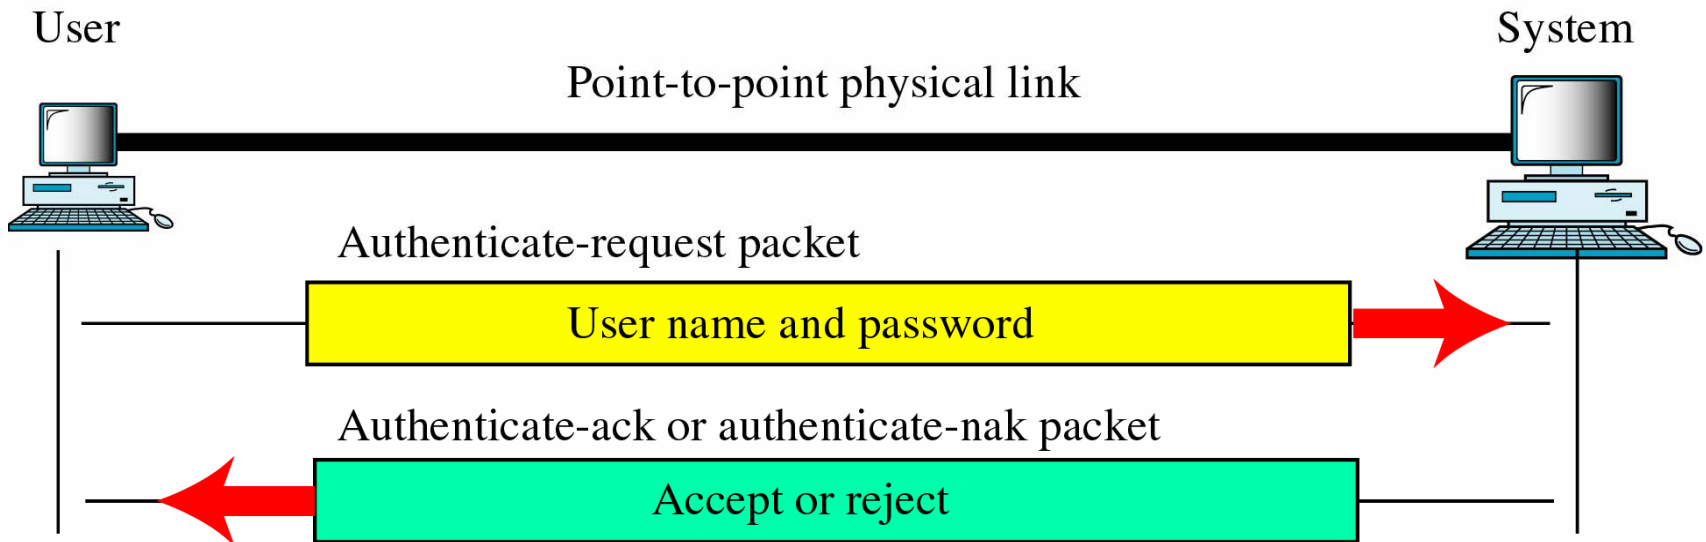 User
System
Point-to-point physical link
Authenticate-request packet
User name and password
Authenticate-ack or authenticate-nak packet
Accept or reject